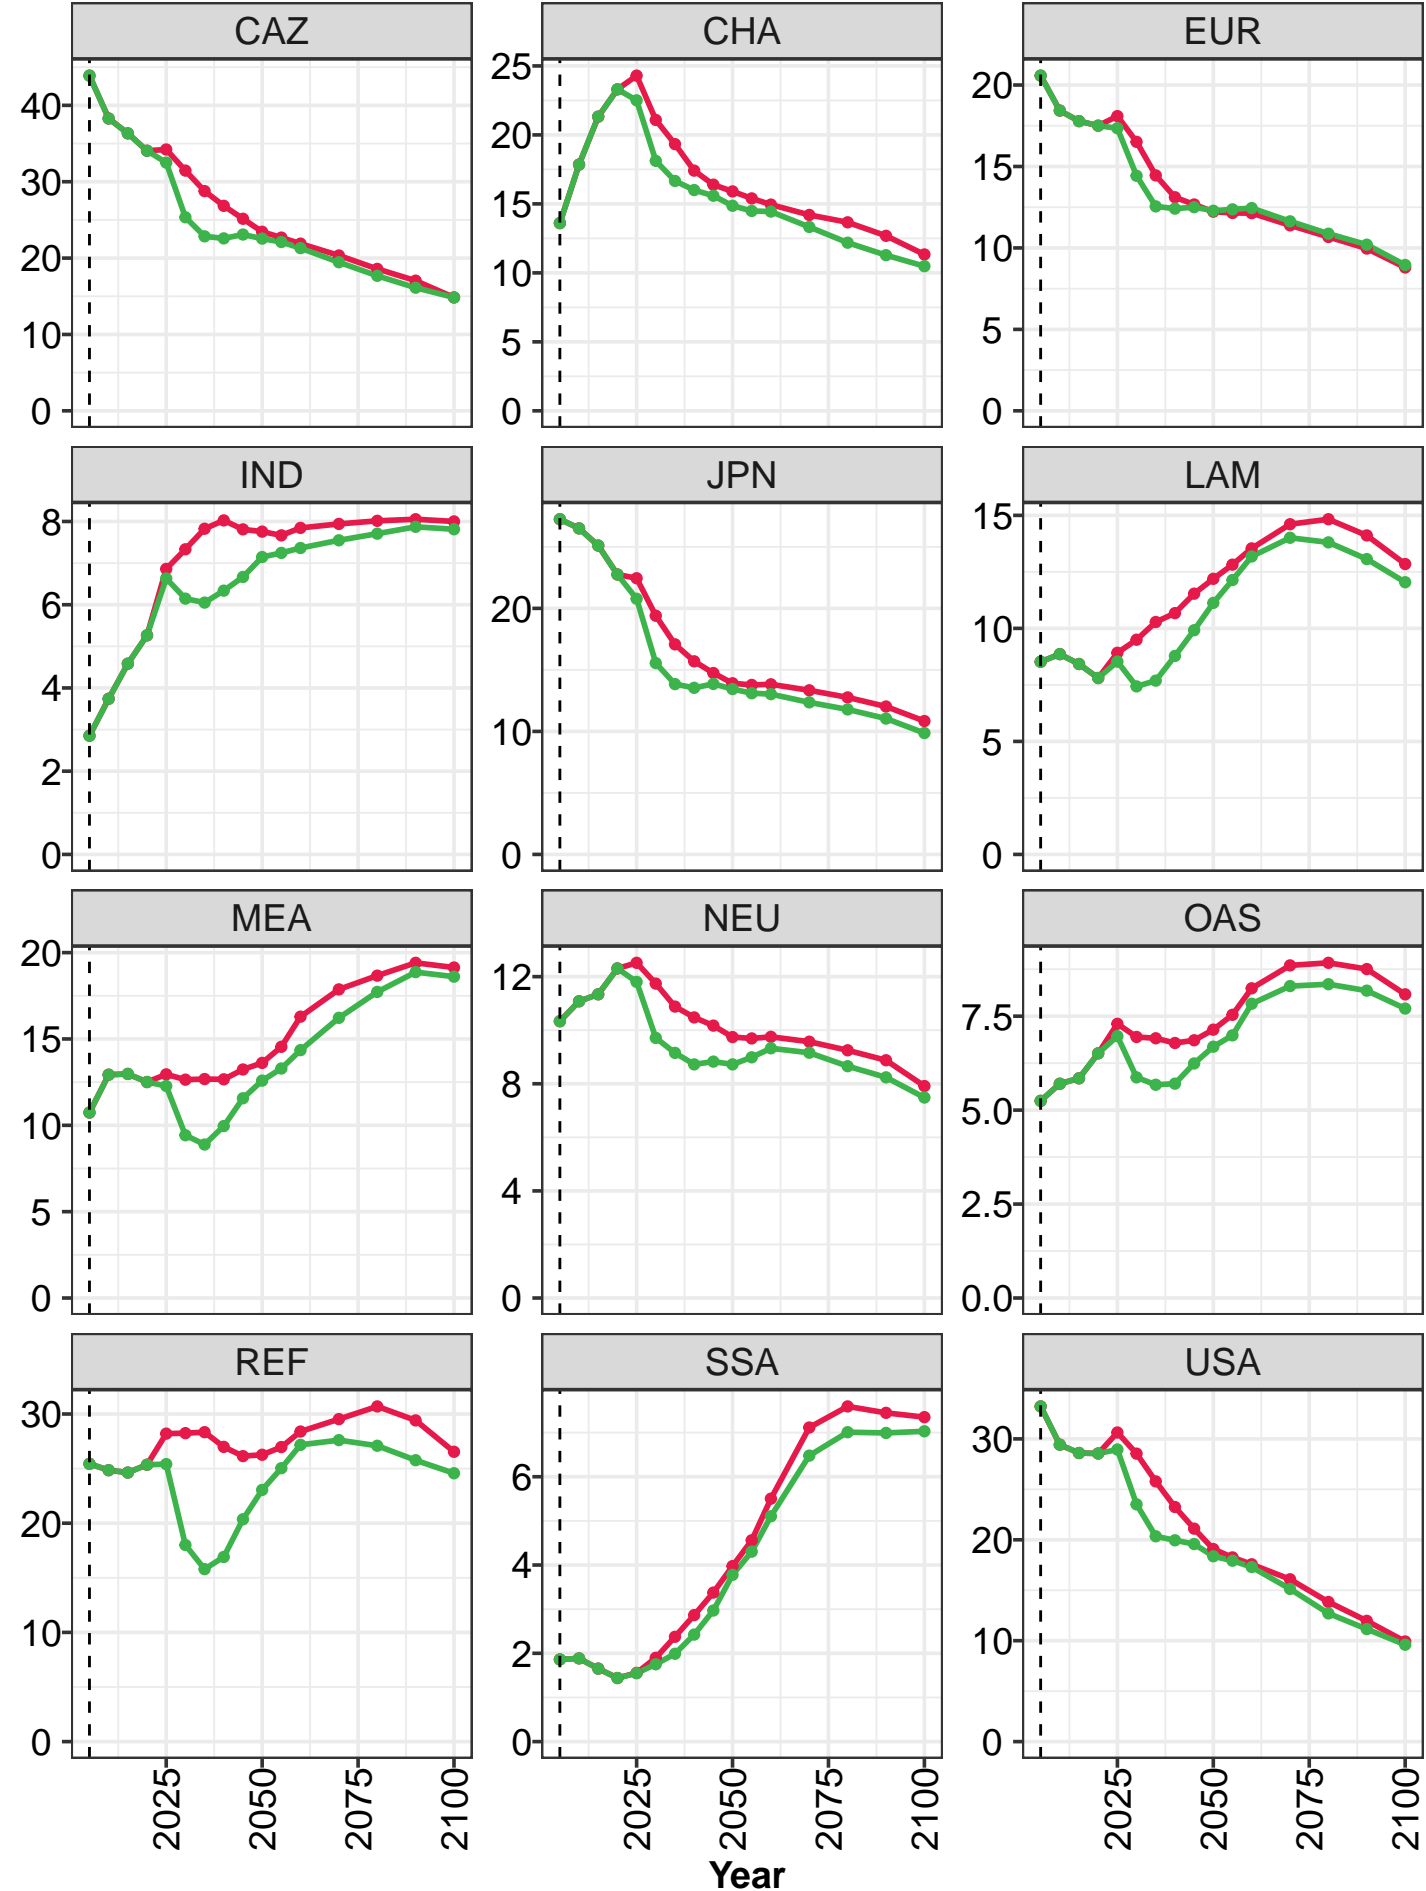 CAZ CHA EUR
40 30 20 10 0
25 20 15 10 5 0
20 15 10 5 0
IND JPN LAM
8 6 4 2 0
20 10 0
15 10 5 0
MEA NEU OAS
20 15 10 5 0
12 8 4 0
7.5 5.0 2.5 0.0
REF SSA USA
30 20 10 0
6 4 2 0
30 20 10 0
2025 2050 2075 2100 2025 2050 2075 2100 2025 2050 2075 2100
Year